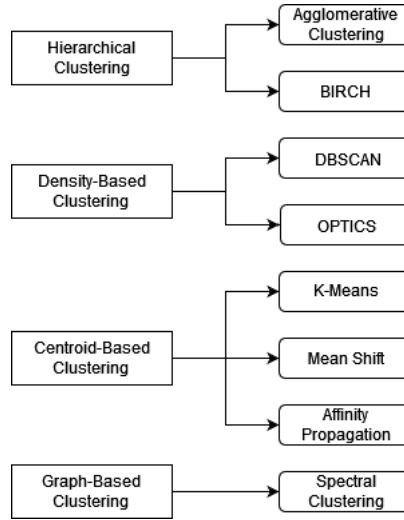 Hierarchical
Clustering
Agglomerative
Clustering
BIRCH
Density-Based
Clustering
DBSCAN
OPTICS
Centroid-Based
Clustering
K-Means
Mean Shift
Affinity
Propagation
Graph-Based
Clustering
Spectral
Clustering